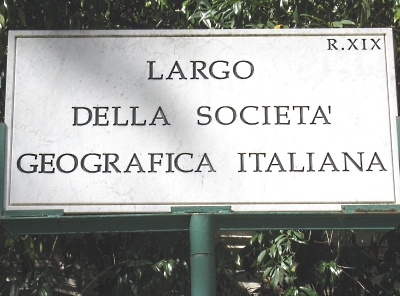 R.XIX
LARGO
DELLA SOCIETA'
GEOGRAFICA ITALIANA